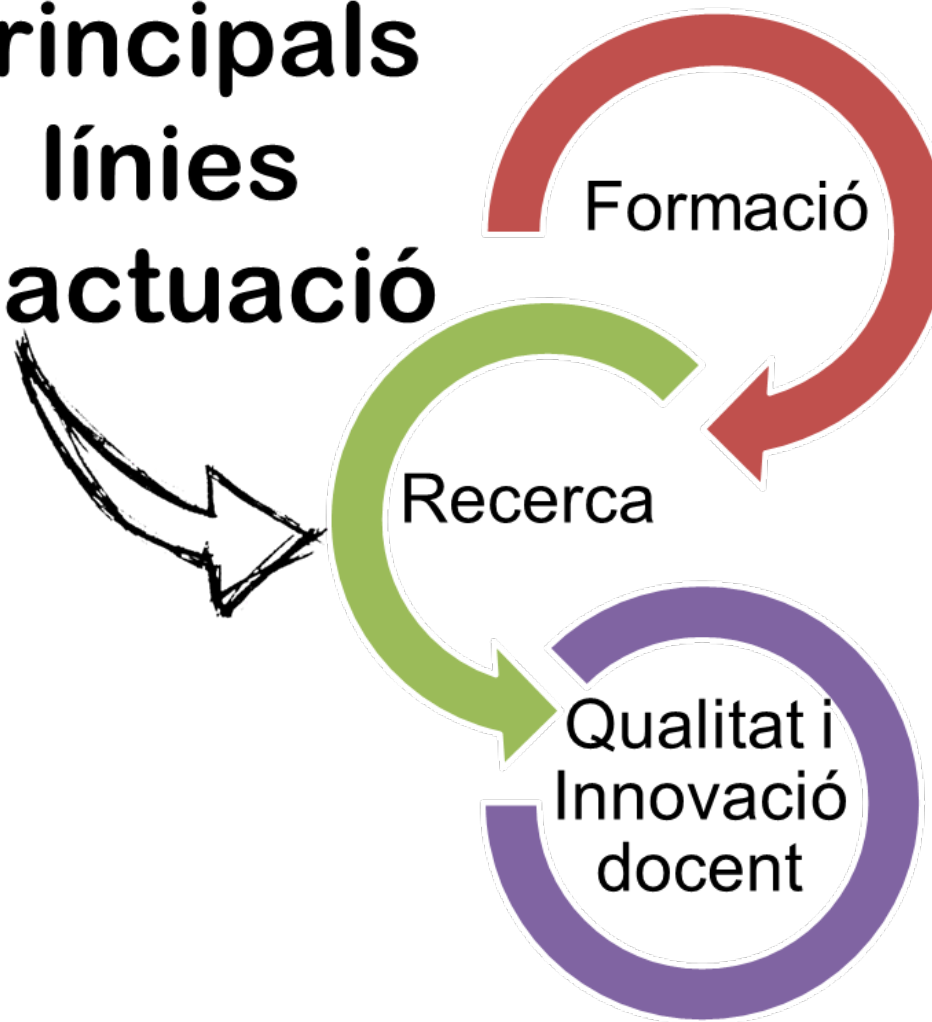 rincipals
línies
actuació
Formació
Recerca
Qualitat i
Innovació
docent